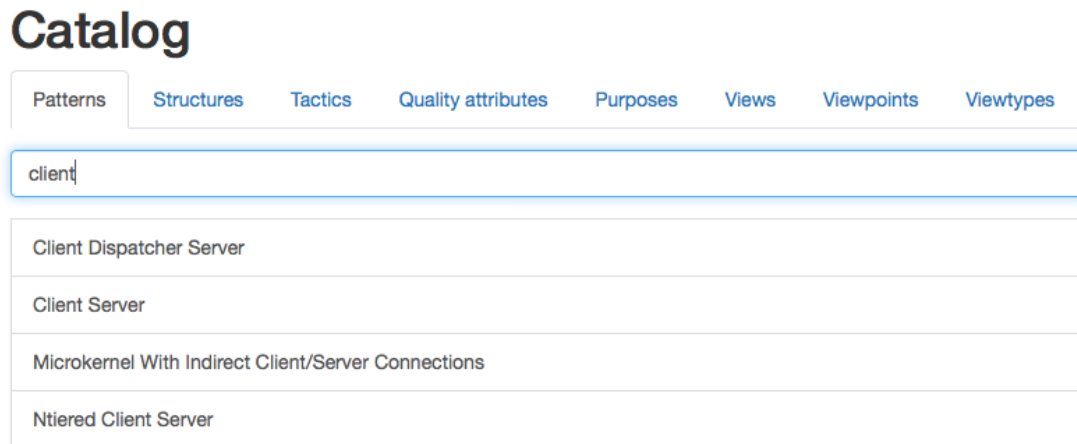 Catalog
Patterns Structures Tactics Quality attributes Purposes Views Viewpoints Viewtypes
client
Client Dispatcher Server
Client Server
Microkernel With Indirect Client/Server Connections
Ntiered Client Server